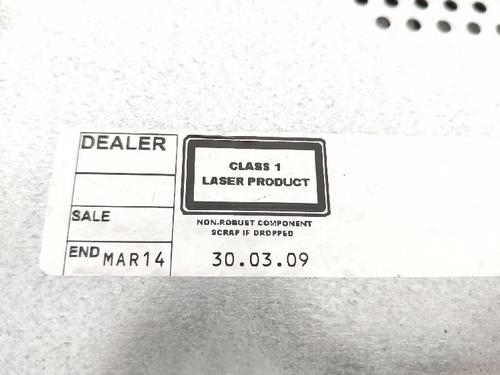 DEALER
SALE
END MAR14
CLASS 1
LASER PRODUCT
NON-ROBUST COMPONENT
SCRAP IF DROPPED
30.03.09